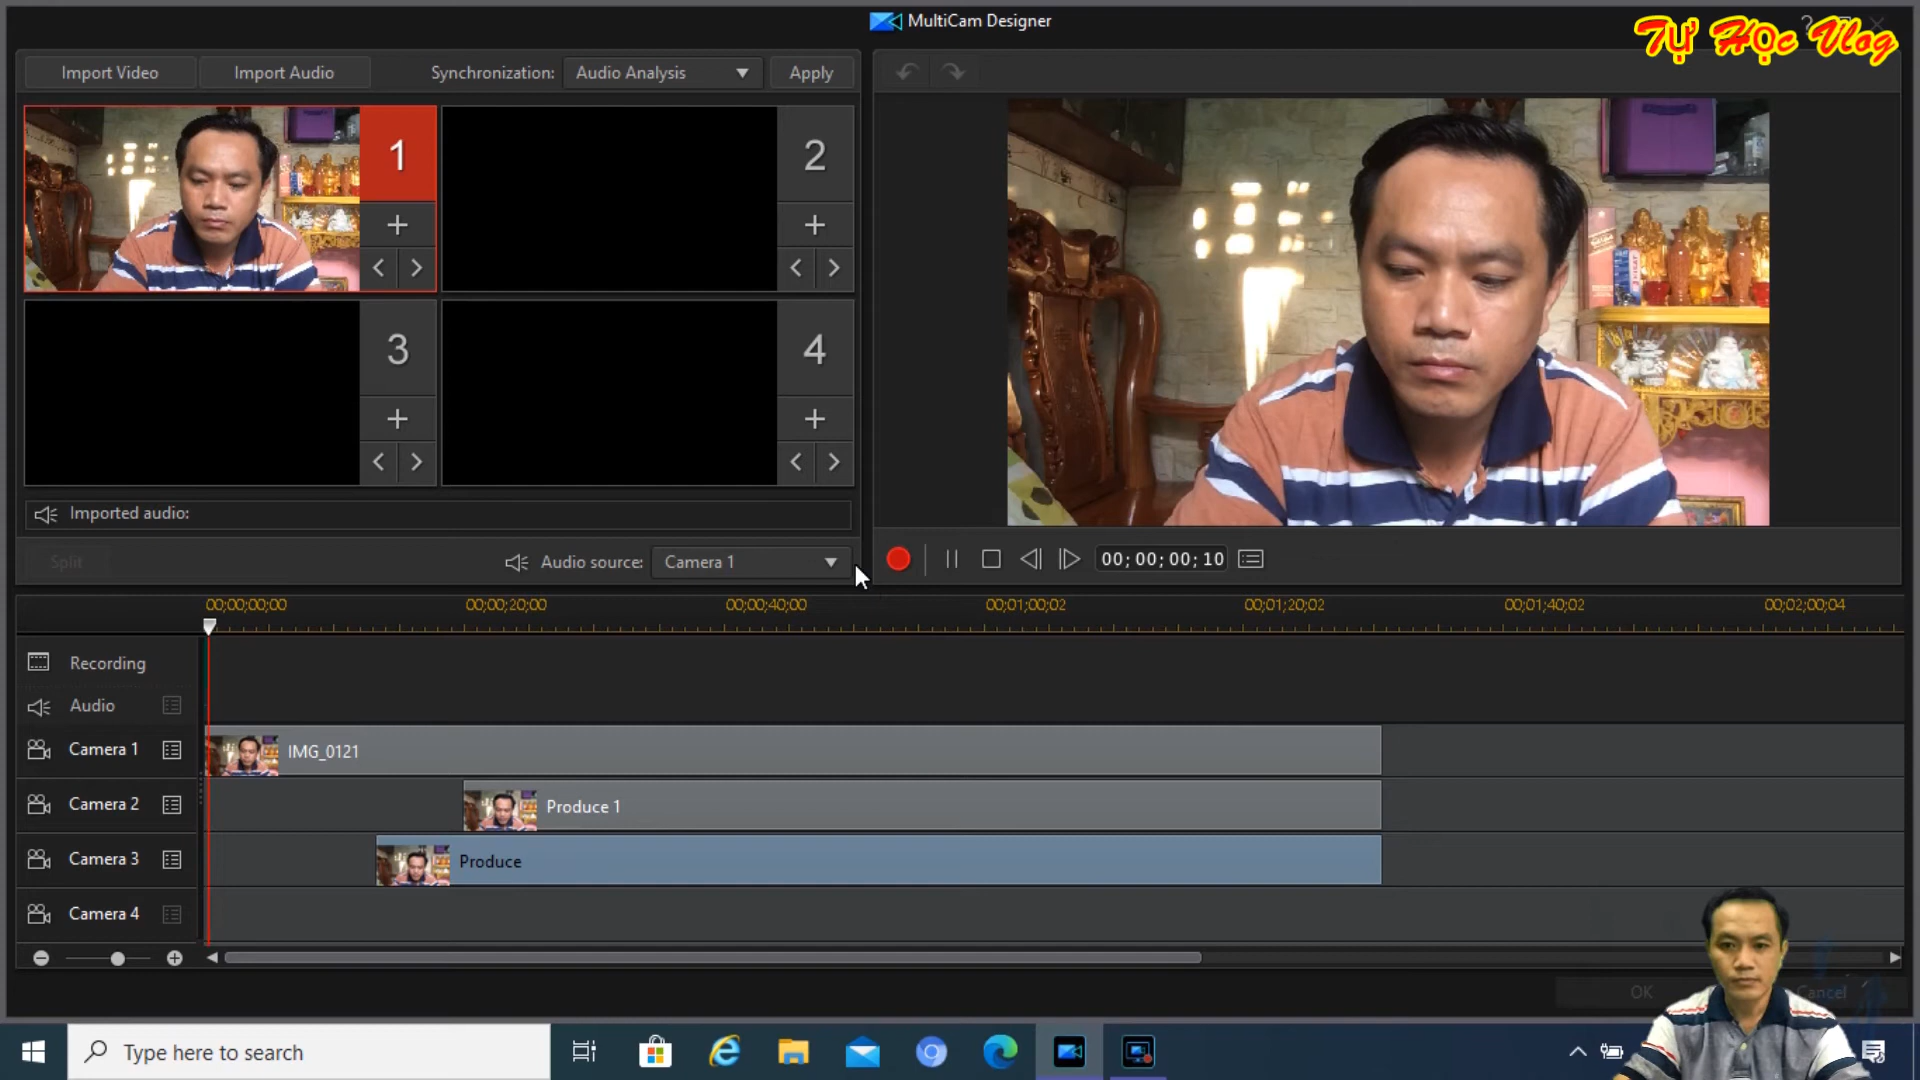 MultiCam Designer
?
Tự Học Vlog
Import Video
Import Audio
Synchronization:
Audio Analysis
Apply
1
2
3
4
Imported audio:
Split
Audio source:
Camera 1
00;00;00;10
00;00;00;00
00;00;20;00
00;00;40;00
00;01;00;02
00;01;20;02
00;01;40;02
00;02;00;04
Recording
Audio
Camera 1
IMG_0121
Camera 2
Produce 1
Camera 3
Produce
Camera 4
OK
Cancel
Type here to search